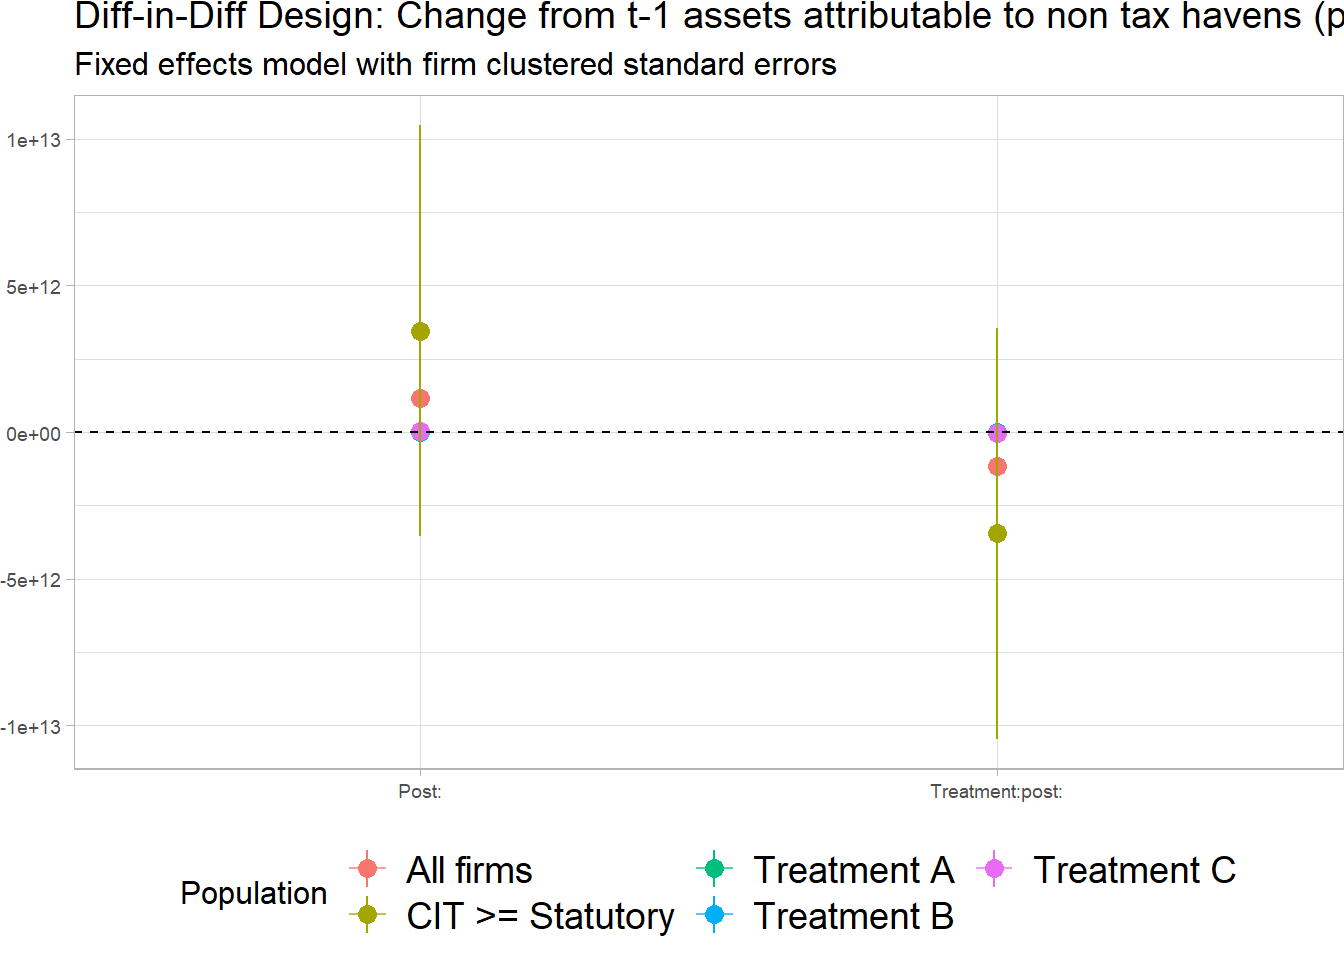 Diff-in-Diff Design: Change from t-1 assets attributable to non tax havens (p
Fixed effects model with firm clustered standard errors
1e+13
5e+12
0e+00
-5e+12
-1e+13
Post:
Treatment:post:
Population
All firms
CIT >= Statutory
Treatment A
Treatment B
Treatment C